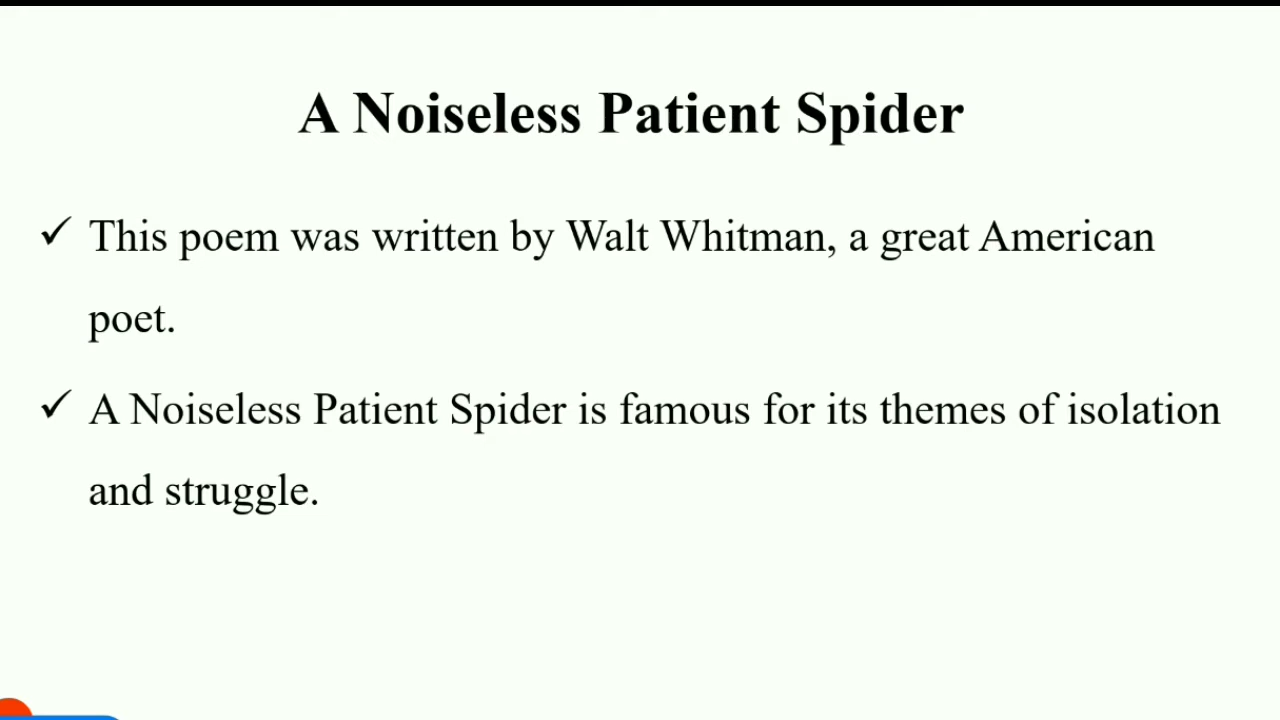 A Noiseless Patient Spider
✓ This poem was written by Walt Whitman, a great American
poet.
✓ A Noiseless Patient Spider is famous for its themes of isolation
and struggle.